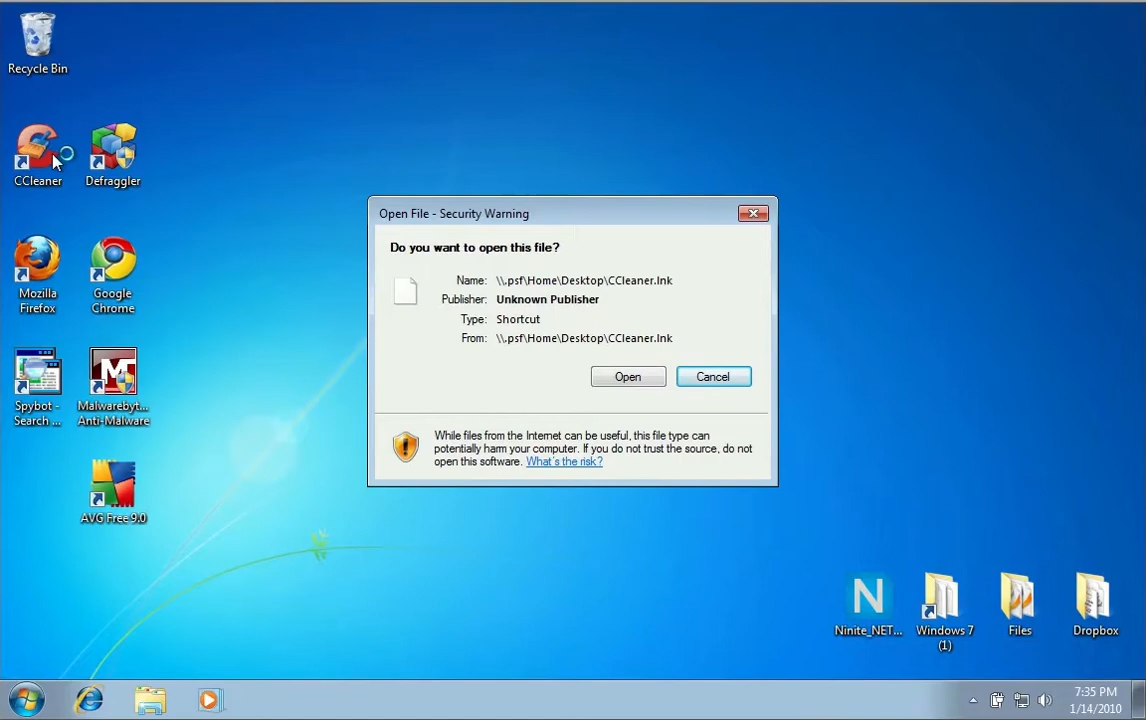 Recycle Bin
CCleaner
Defraggler
Mozilla
Firefox
Google
Chrome
Spybot -
Search ...
Malwarebyt...
Anti-Malware
AVG Free 9.0
Open File - Security Warning
Do you want to open this file?
Name: \\.psf\Home\Desktop\CCleaner.lnk
Publisher: Unknown Publisher
Type: Shortcut
From: \\.psf\Home\Desktop\CCleaner.lnk
Open Cancel
While files from the Internet can be useful, this file type can
potentially harm your computer. If you do not trust the source, do not
open this software. What's the risk?
Ninite_NET...
Windows 7
(1)
Files
Dropbox
7:35 PM
1/14/2010